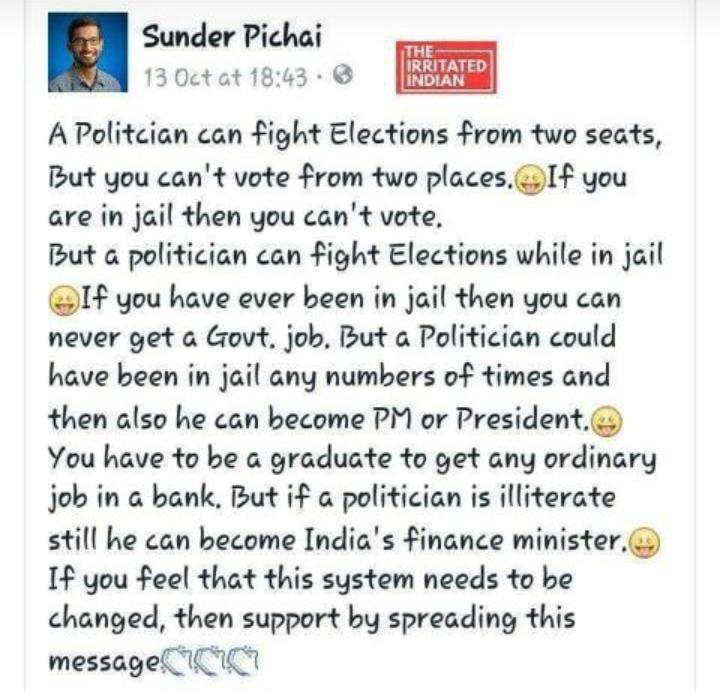 Sunder Pichai
13 Oct at 18:43 ·
THE
IRRITATED
INDIAN
A Politcian can fight Elections from two seats,
But you can't vote from two places.😛If you
are in jail then you can't vote.
But a politician can fight Elections while in jail
😛If you have ever been in jail then you can
never get a Govt. job. But a Politician could
have been in jail any numbers of times and
then also he can become PM or President.😛
You have to be a graduate to get any ordinary
job in a bank. But if a politician is illiterate
still he can become India's finance minister.😛
If you feel that this system needs to be
changed, then support by spreading this
message